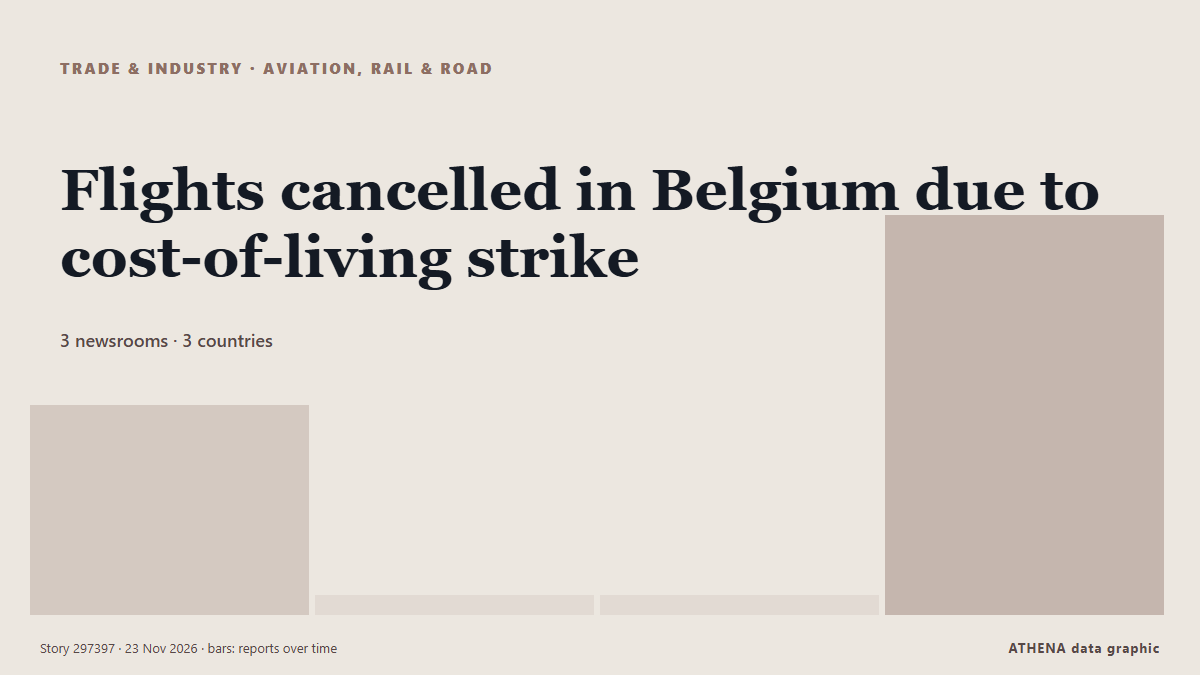 TRADE & INDUSTRY · AVIATION, RAIL & ROAD
Flights cancelled in Belgium due to
cost-of-living strike
3 newsrooms · 3 countries
Story 297397 · 23 Nov 2026 · bars: reports over time
ATHENA data graphic